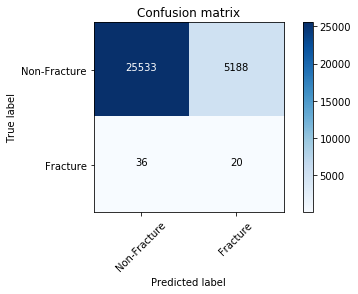 Confusion matrix
True label
Non-Fracture
Fracture
25533
5188
36
20
Non-Fracture
Fracture
Predicted label
25000
20000
15000
10000
5000